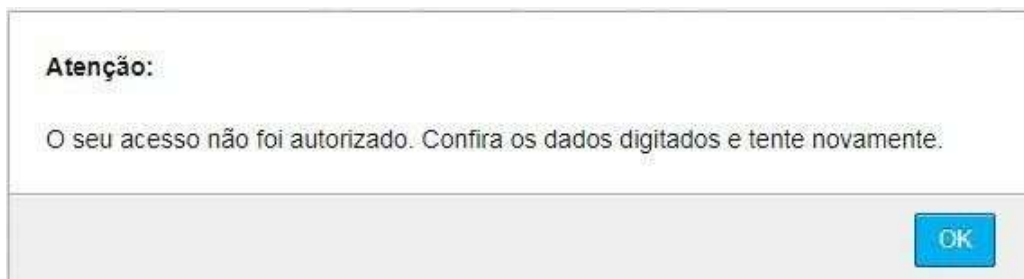 Atenção:
O seu acesso não foi autorizado. Confira os dados digitados e tente novamente.
OK